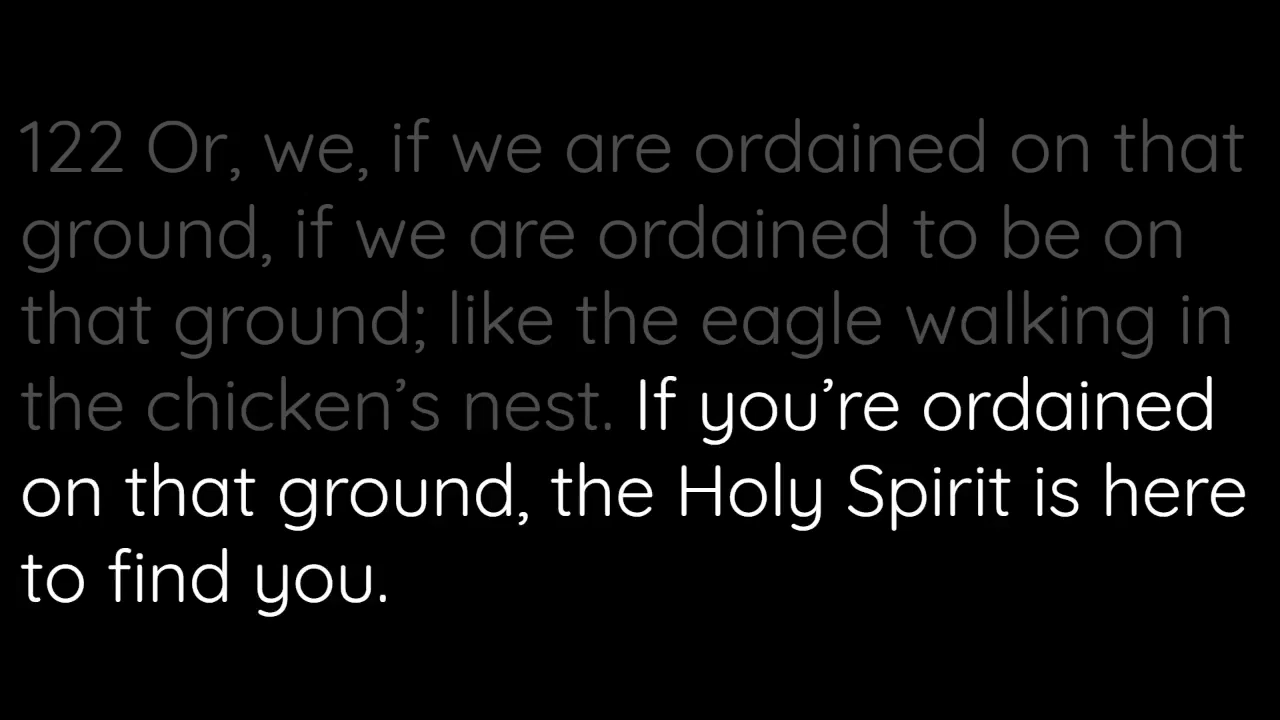 122 Or, we, if we are ordained on that
ground, if we are ordained to be on
that ground; like the eagle walking in
the chicken’s nest. If you’re ordained
on that ground, the Holy Spirit is here
to find you.